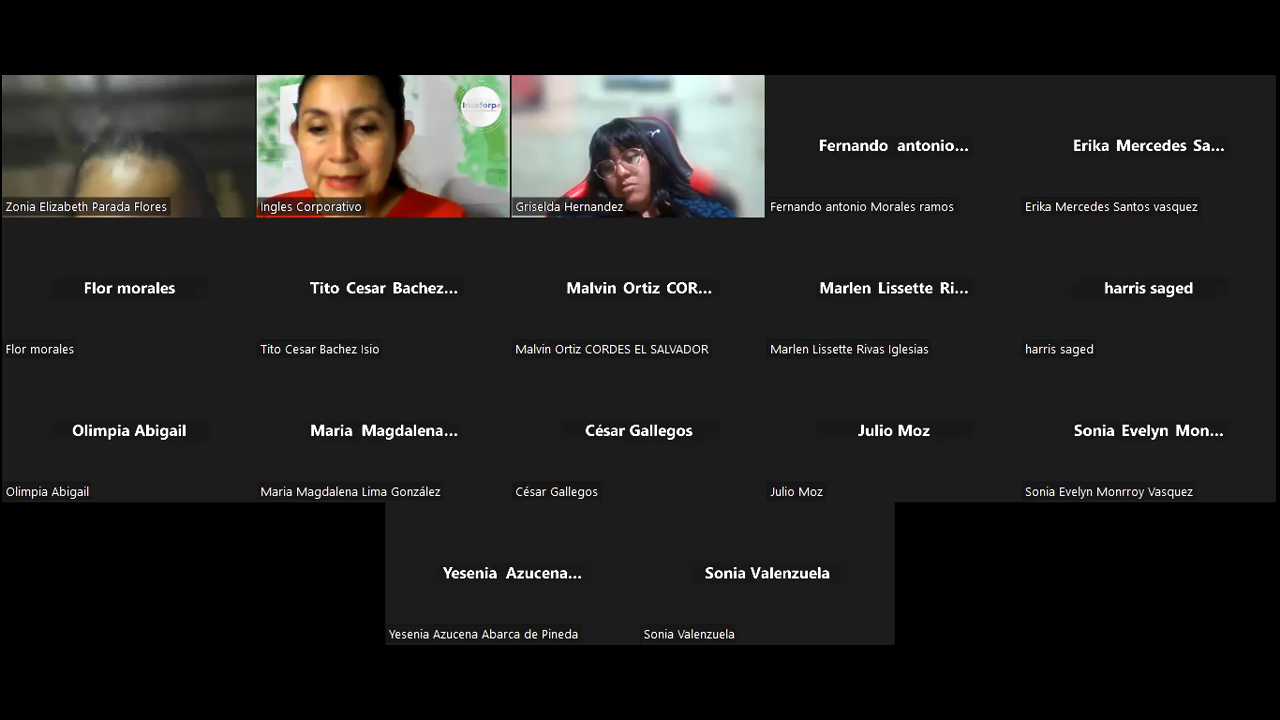 Zonia Elizabeth Parada Flores
Ingles Corporativo
Griselda Hernandez
Fernando antonio...
Fernando antonio Morales ramos
Erika Mercedes Sa...
Erika Mercedes Santos vasquez
Flor morales
Flor morales
Tito Cesar Bachez...
Tito Cesar Bachez Isio
Malvin Ortiz COR...
Malvin Ortiz CORDES EL SALVADOR
Marlen Lissette Ri...
Marlen Lissette Rivas Iglesias
harris saged
harris saged
Olimpia Abigail
Olimpia Abigail
Maria Magdalena...
Maria Magdalena Lima González
César Gallegos
César Gallegos
Julio Moz
Julio Moz
Sonia Evelyn Mon...
Sonia Evelyn Monrroy Vasquez
Yesenia Azucena...
Yesenia Azucena Abarca de Pineda
Sonia Valenzuela
Sonia Valenzuela